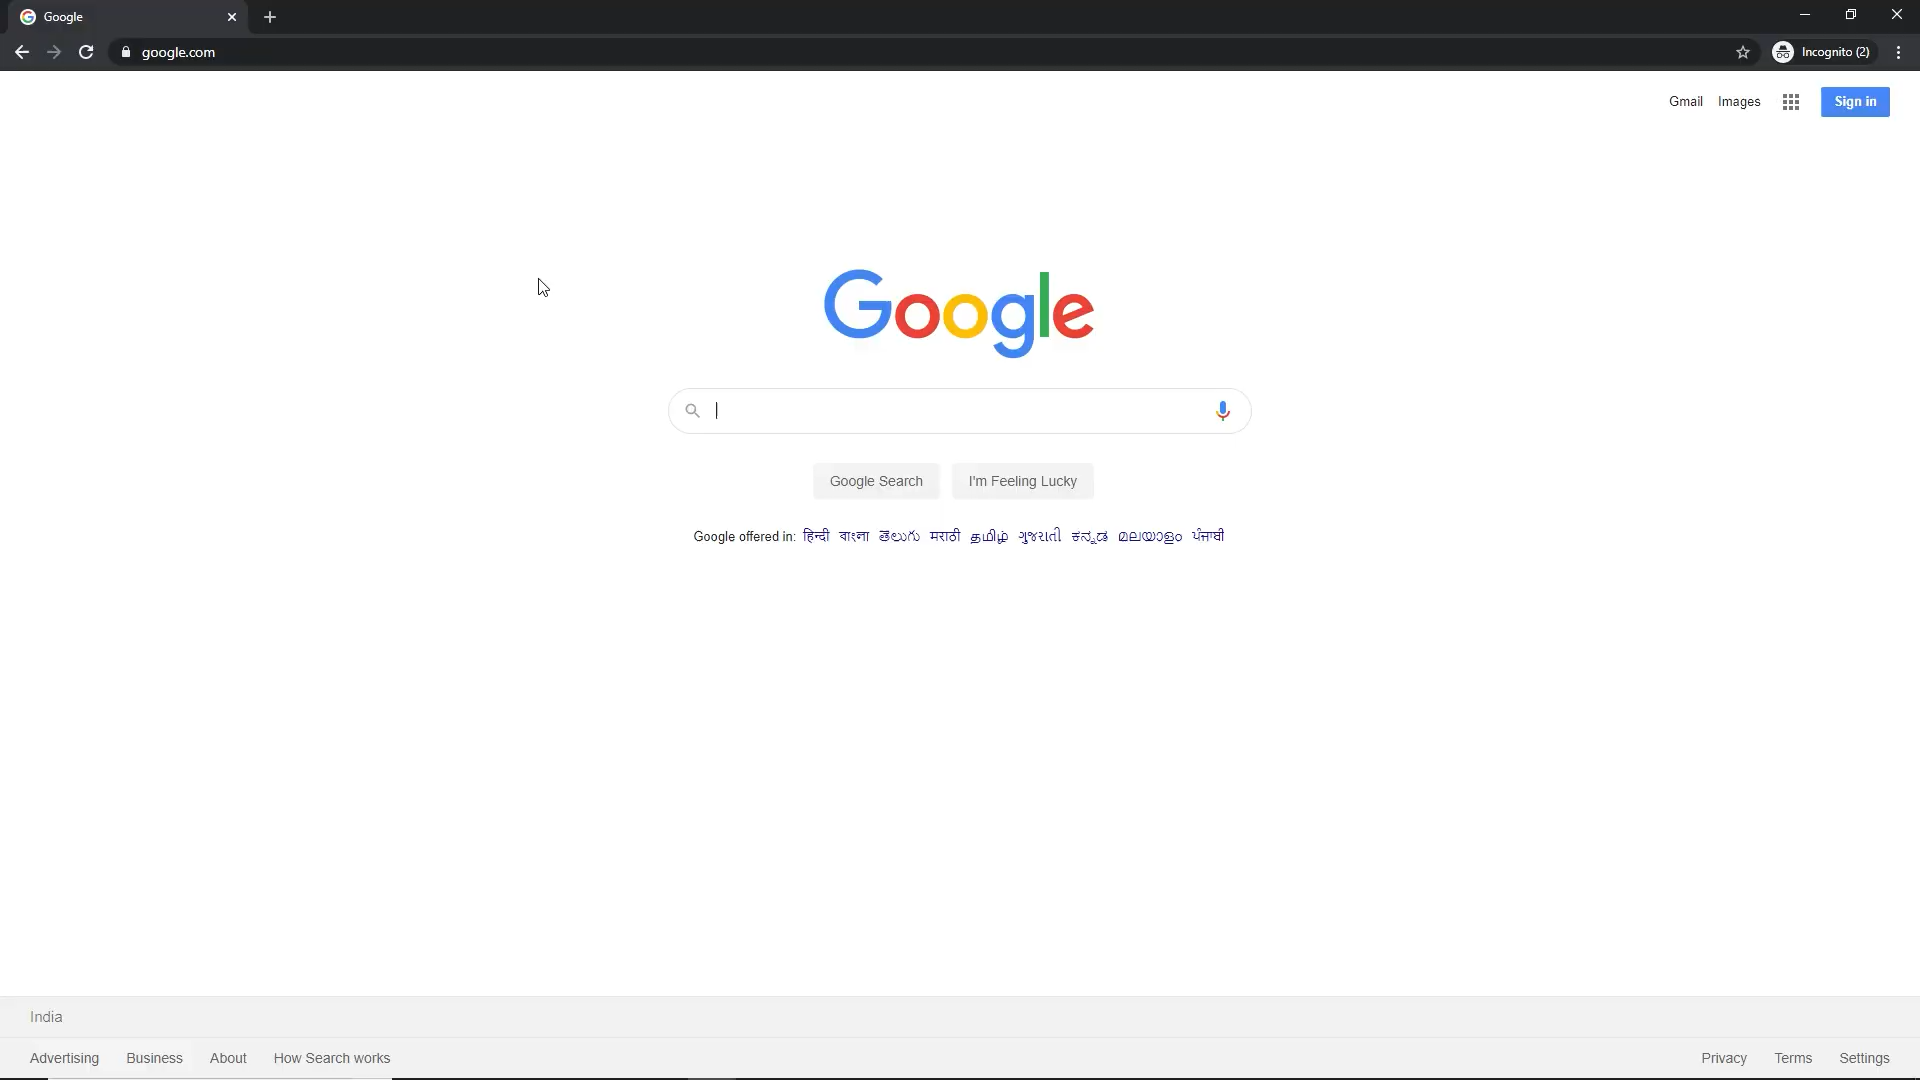 Google
google.com
Incognito (2)
Gmail Images Sign in
Google
Google Search I'm Feeling Lucky
Google offered in: हिन्दी বাংলা తెలుగు मराठी தமிழ் ગુજરાતી ಕನ್ನಡ മലയാളം ਪੰਜਾਬੀ
India
Advertising Business About How Search works Privacy Terms Settings